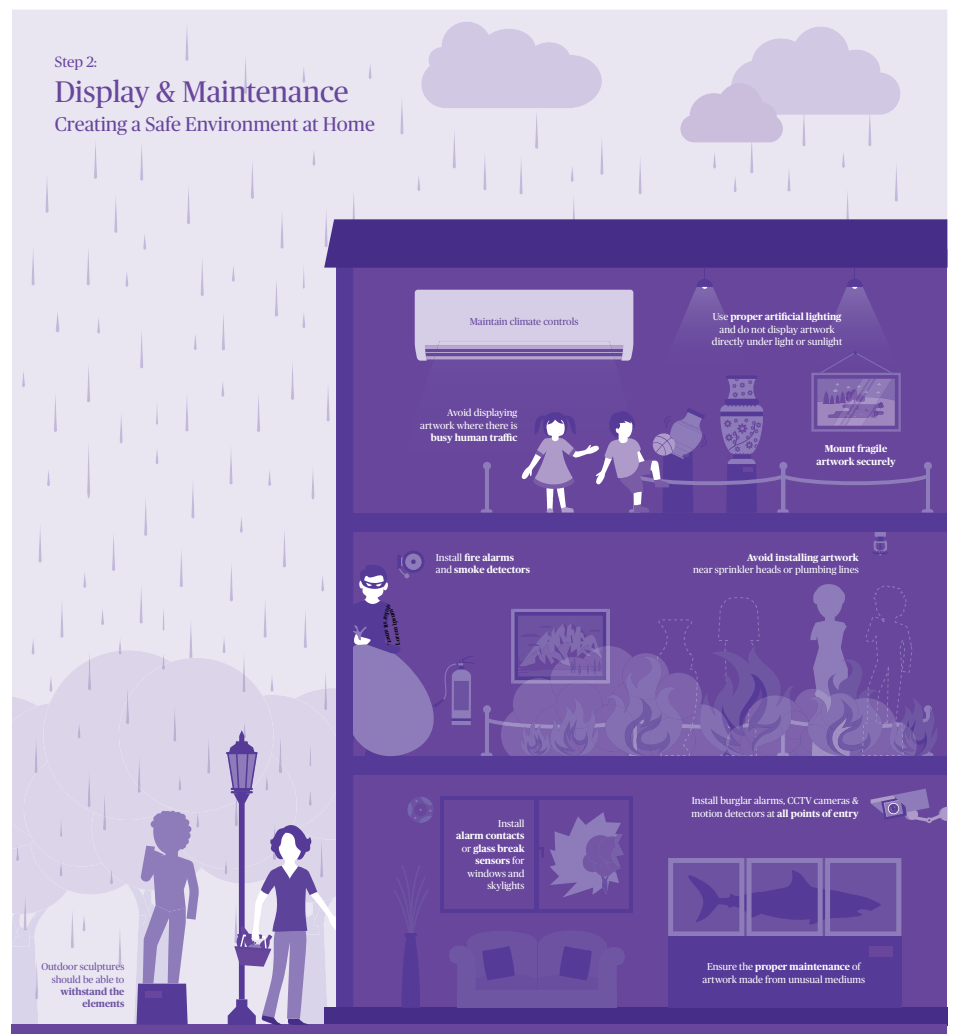 Step 2:
Display & Maintenance
Creating a Safe Environment at Home
Maintain climate controls
Use proper artificial lighting
and do not display artwork
directly under light or sunlight
Avoid displaying
artwork where there is
busy human traffic
Mount fragile
artwork securely
Install fire alarms
and smoke detectors
Avoid installing artwork
near sprinkler heads or plumbing lines
Install
alarm contacts
or glass break
sensors for
windows and
skylights
Install burglar alarms, CCTV cameras &
motion detectors at all points of entry
Ensure the proper maintenance of
artwork made from unusual mediums
Outdoor sculptures
should be able to
withstand the
elements